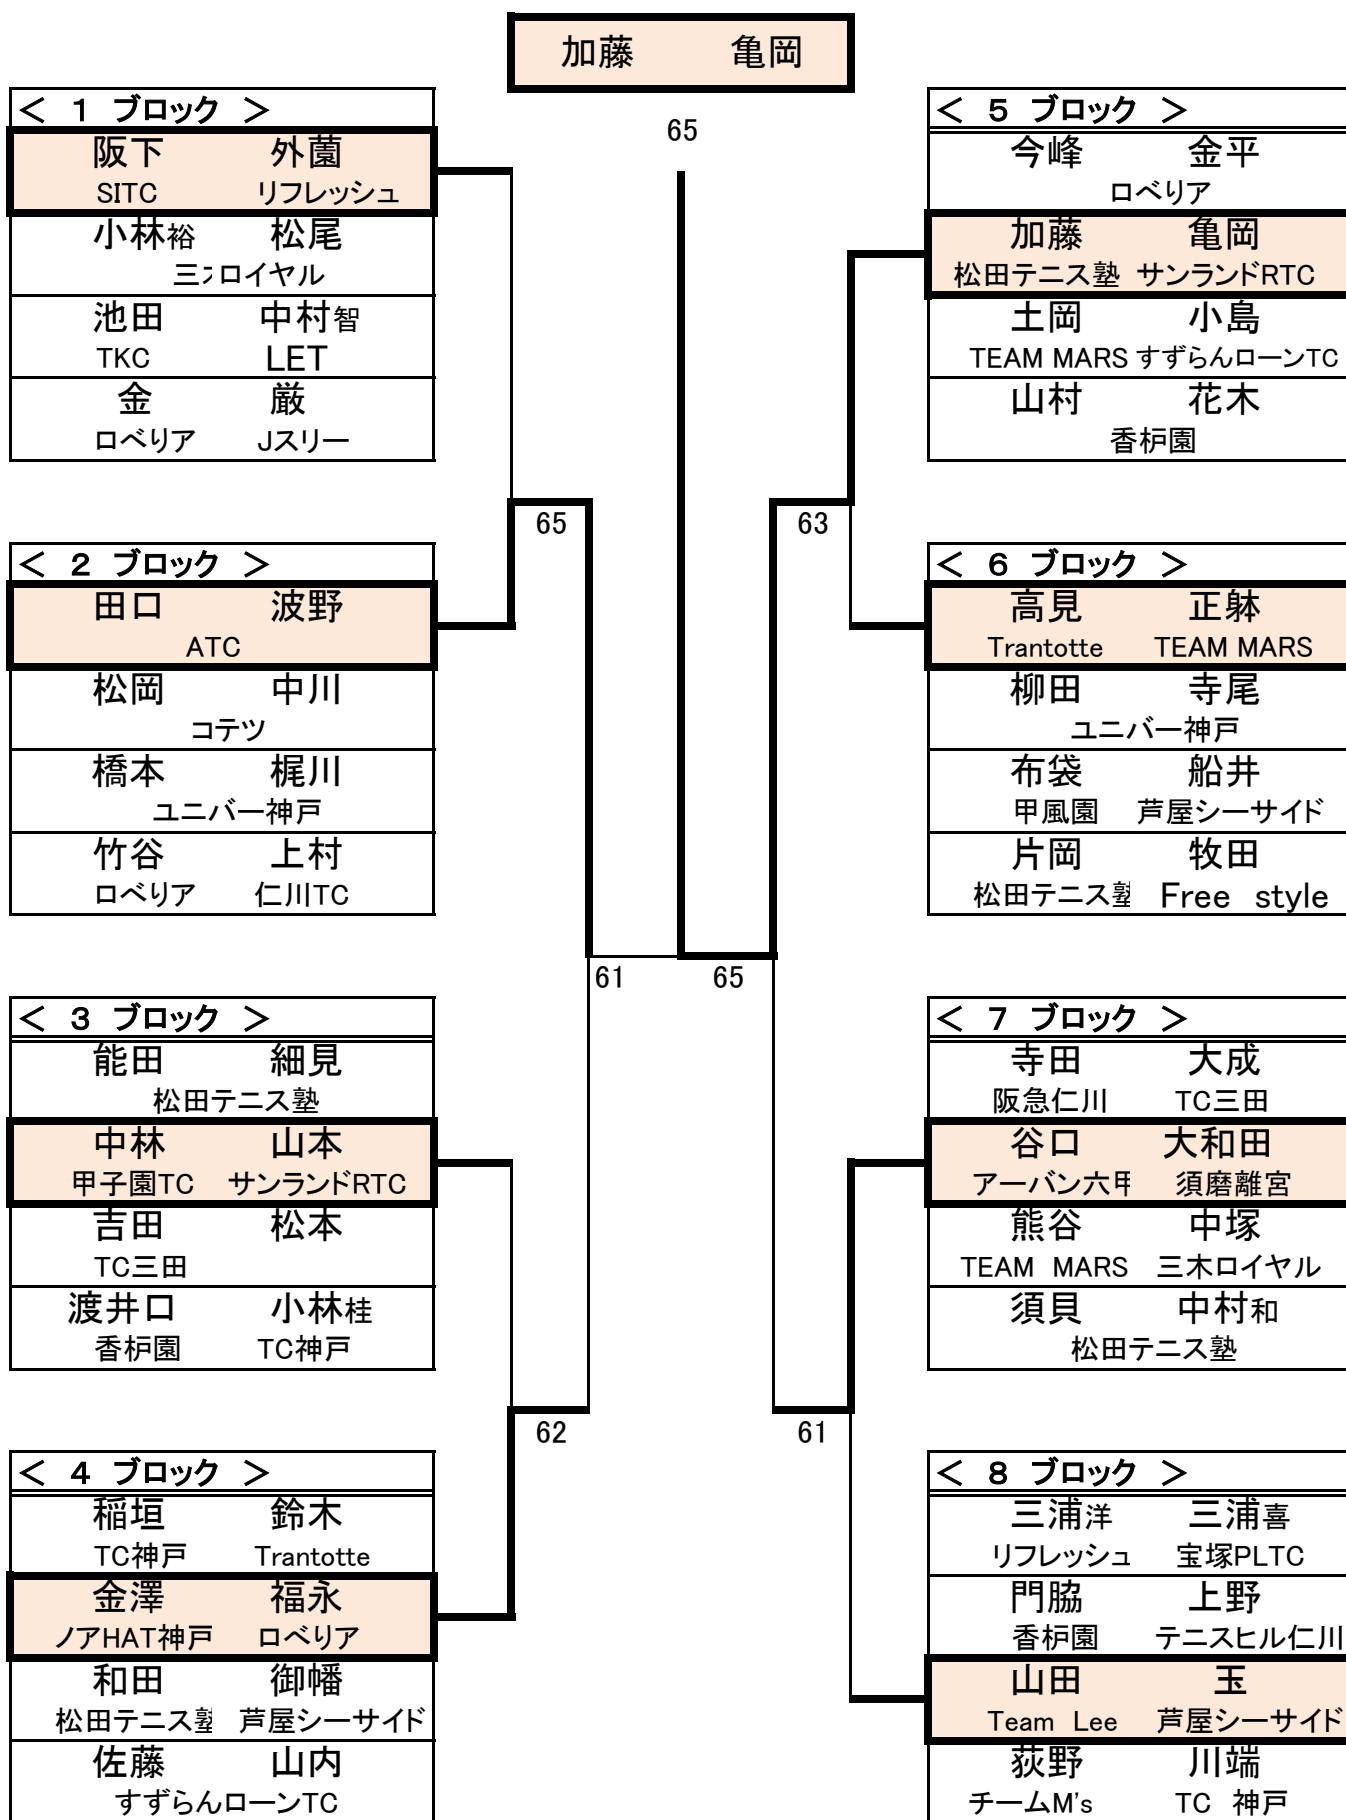 加藤 亀岡
65
< 1 ブロック >
阪下 外薗
SITC リフレッシュ
小林裕 松尾
ロイヤル
池田 中村智
TKC LET
金 厳
ロベリア Jスリー
65
< 2 ブロック >
田口 波野
ATC
松岡 中川
コテツ
橋本 梶川
ユニバー神戸
竹谷 上村
ロベリア 仁川TC
61
< 3 ブロック >
能田 細見
松田テニス塾
中林 山本
甲子園TC サンランドRTC
吉田 松本
TC三田
渡井口 小林桂
香枦園 TC神戸
62
< 4 ブロック >
稲垣 鈴木
TC神戸 Trantotte
金澤 福永
ノアHAT神戸 ロベリア
和田 御幡
松田テニス塾 芦屋シーサイド
佐藤 山内
すずらんローンTC
< 5 ブロック >
今峰 金平
ロベリア
加藤 亀岡
松田テニス塾 サンランドRTC
土岡 小島
TEAM MARS すずらんローンTC
山村 花木
香枦園
63
< 6 ブロック >
高見 正躰
Trantotte TEAM MARS
柳田 寺尾
ユニバー神戸
布袋 船井
甲風園 芦屋シーサイド
片岡 牧田
松田テニス塾 Free style
65
< 7 ブロック >
寺田 大成
阪急仁川 TC三田
谷口 大和田
アーバン六甲 須磨離宮
熊谷 中塚
TEAM MARS 三木ロイヤル
須貝 中村和
松田テニス塾
61
< 8 ブロック >
三浦洋 三浦喜
リフレッシュ 宝塚PLTC
門脇 上野
香枦園 テニスヒル仁川
山田 玉
Team Lee 芦屋シーサイド
荻野 川端
チームM's TC 神戸